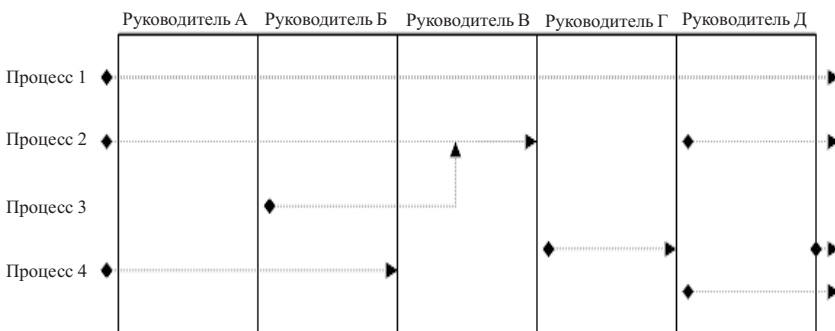 Руководитель А Руководитель Б Руководитель В Руководитель Г Руководитель Д
Процесс 1
Процесс 2
Процесс 3
Процесс 4